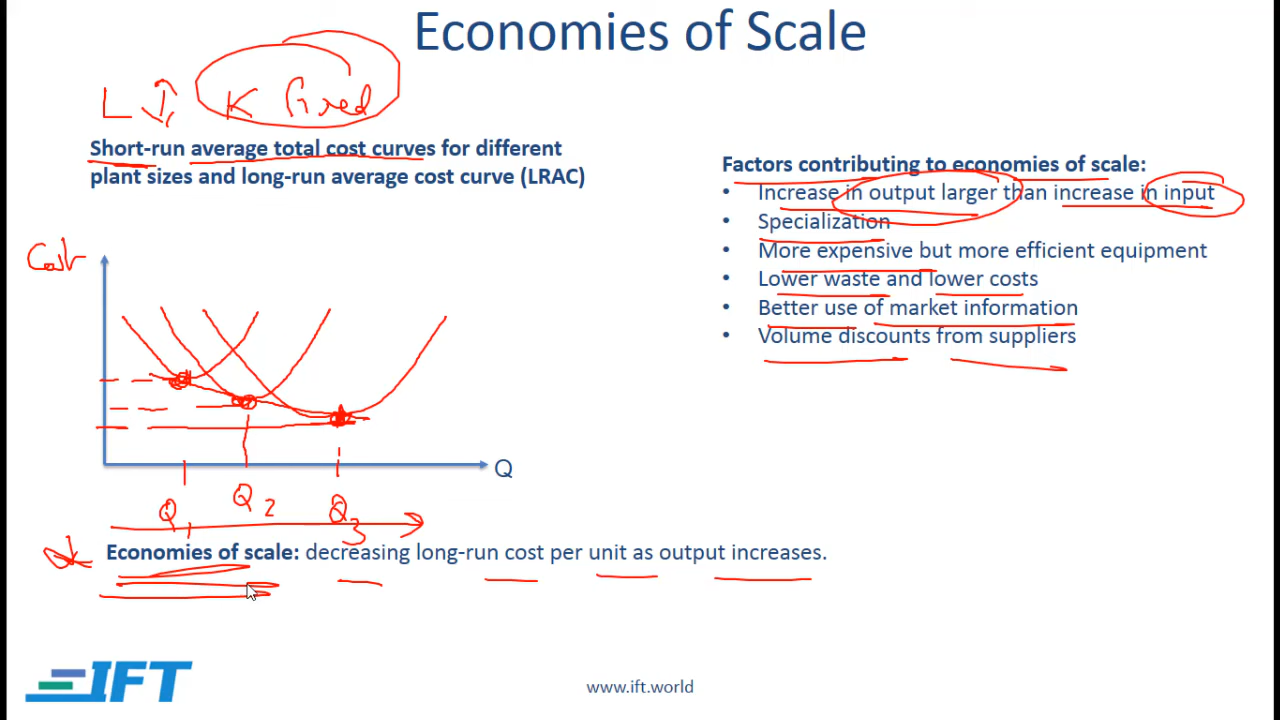 Economies of Scale
L K fixed
Short-run average total cost curves for different
plant sizes and long-run average cost curve (LRAC)
Cost
Q
Q1 Q2 Q3
Economies of scale: decreasing long-run cost per unit as output increases.
Factors contributing to economies of scale:
• Increase in output larger than increase in input
• Specialization
• More expensive but more efficient equipment
• Lower waste and lower costs
• Better use of market information
• Volume discounts from suppliers
IFT
www.ift.world